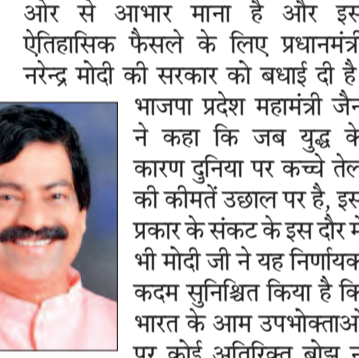 ओर से आभार माना है और इस
ऐतिहासिक फैसले के लिए प्रधानमंत्री
नरेन्द्र मोदी की सरकार को बधाई दी है
भाजपा प्रदेश महामंत्री जैन
ने कहा कि जब युद्ध के
कारण दुनिया पर कच्चे तेल
की कीमतें उछाल पर है, इस
प्रकार के संकट के इस दौर में
भी मोदी जी ने यह निर्णायक
कदम सुनिश्चित किया है कि
भारत के आम उपभोक्ताओं
पर कोई अतिरिक्त बोझ न